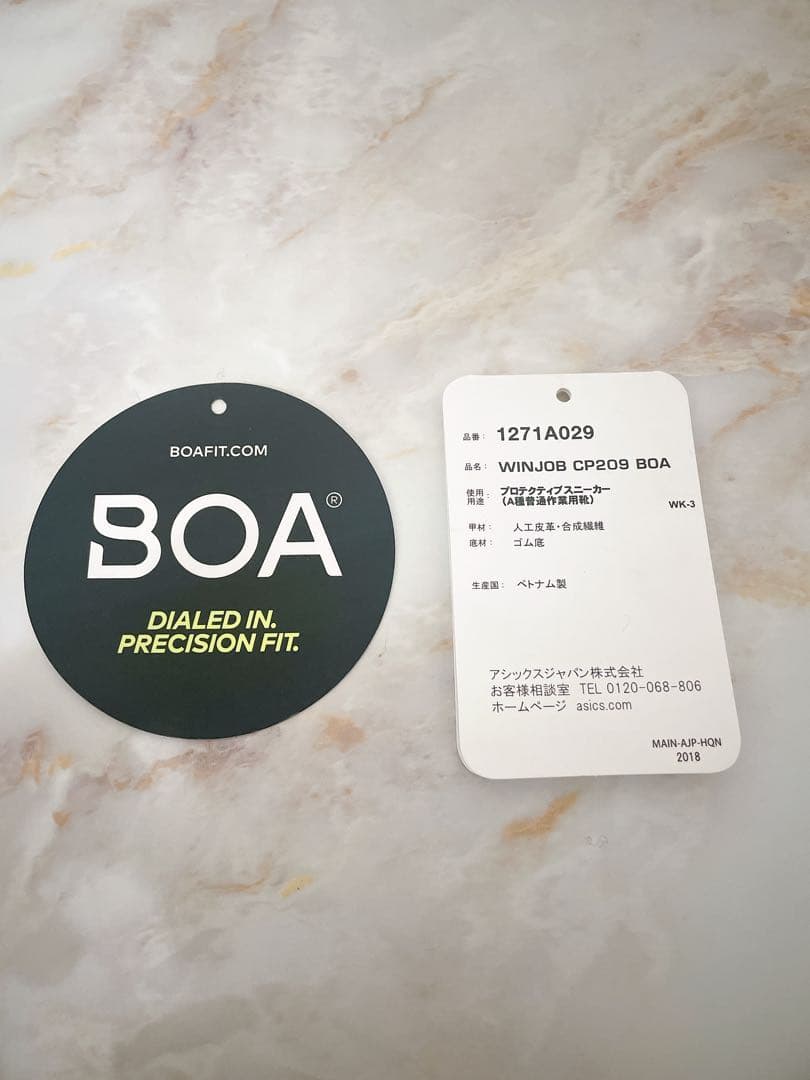 BOAFIT.COM
BOA®
DIALED IN.
PRECISION FIT.
品番: 1271A029
品名: WINJOB CP209 BOA
使用用途: プロテクティブスニーカー
(A種普通作業用靴)
WK-3
甲材: 人工皮革・合成繊維
底材: ゴム底
生産国: ベトナム製
アシックスジャパン株式会社
お客様相談室 TEL 0120-068-806
ホームページ asics.com
MAIN-AJP-HQN
2018